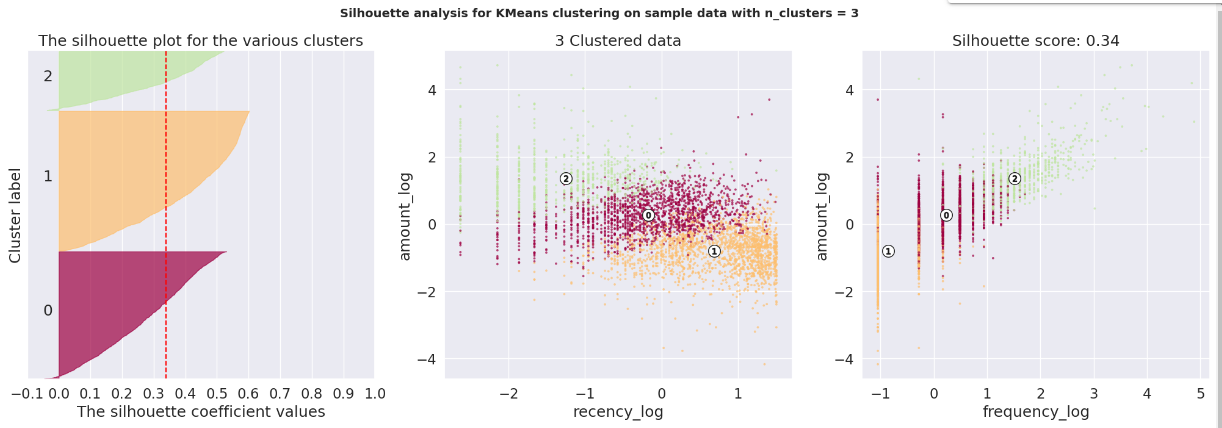 Silhouette analysis for KMeans clustering on sample data with n_clusters = 3
The silhouette plot for the various clusters
Cluster label
2
1
0
−0.1 0.0 0.1 0.2 0.3 0.4 0.5 0.6 0.7 0.8 0.9 1.0
The silhouette coefficient values
3 Clustered data
amount_log
4
2
0
−2
−4
2
0
1
−2 −1 0 1
recency_log
Silhouette score: 0.34
amount_log
4
2
0
−2
−4
2
0
1
−1 0 1 2 3 4 5
frequency_log